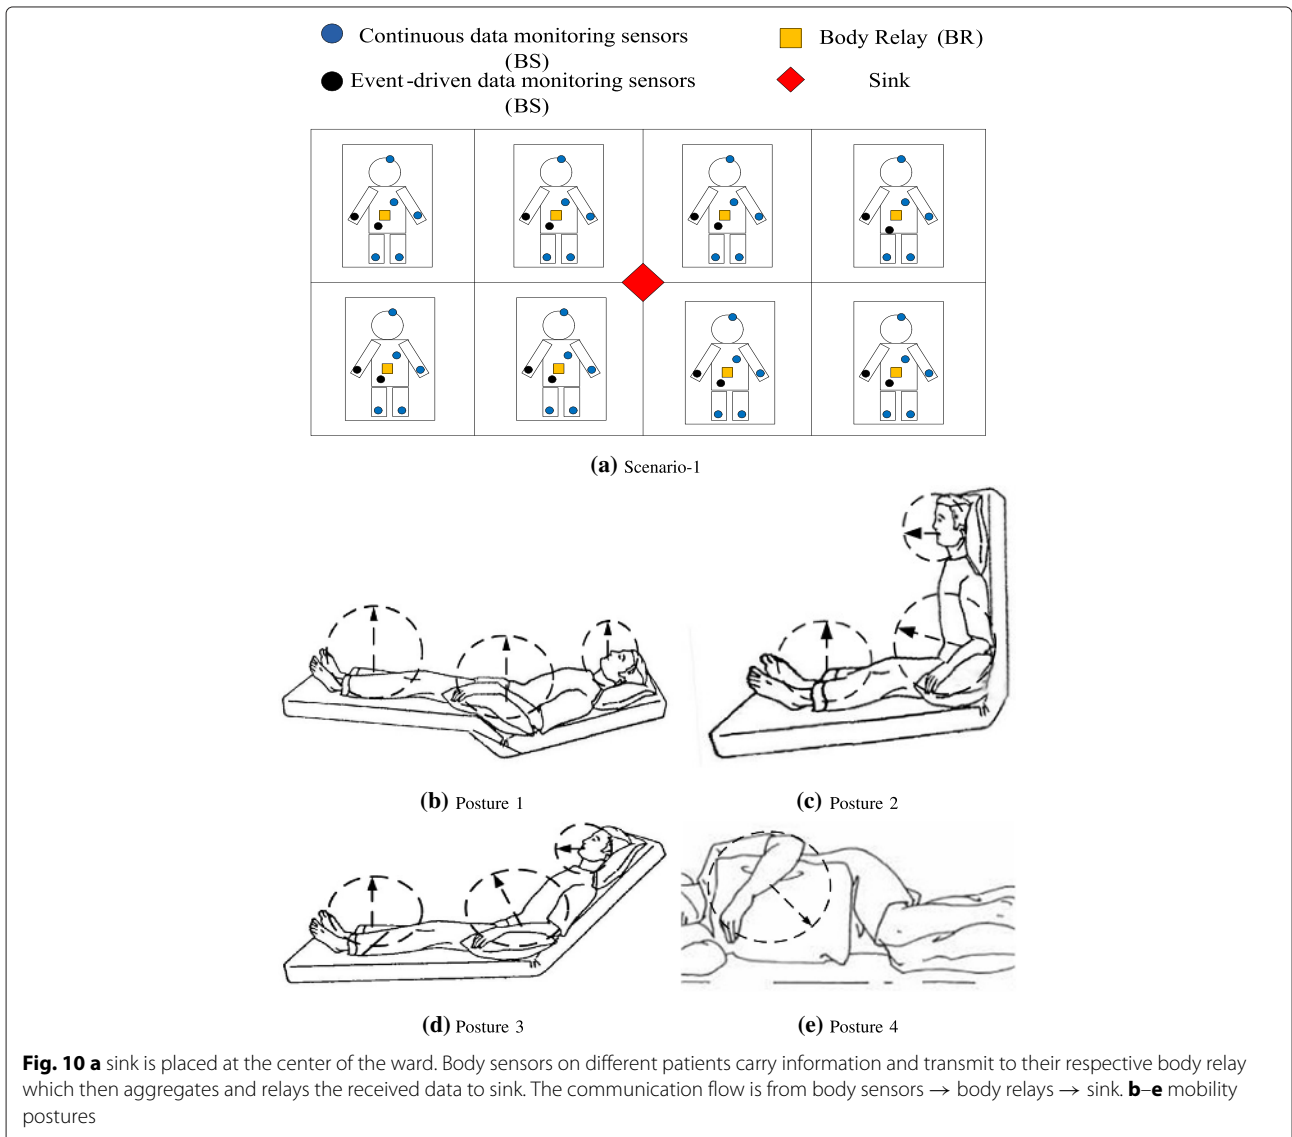 Continuous data monitoring sensors
(BS)
Body Relay (BR)
Event-driven data monitoring sensors
(BS)
Sink
(a) Scenario-1
(b) Posture 1
(c) Posture 2
(d) Posture 3
(e) Posture 4
Fig. 10 a sink is placed at the center of the ward. Body sensors on different patients carry information and transmit to their respective body relay
which then aggregates and relays the received data to sink. The communication flow is from body sensors → body relays → sink. b–e mobility
postures